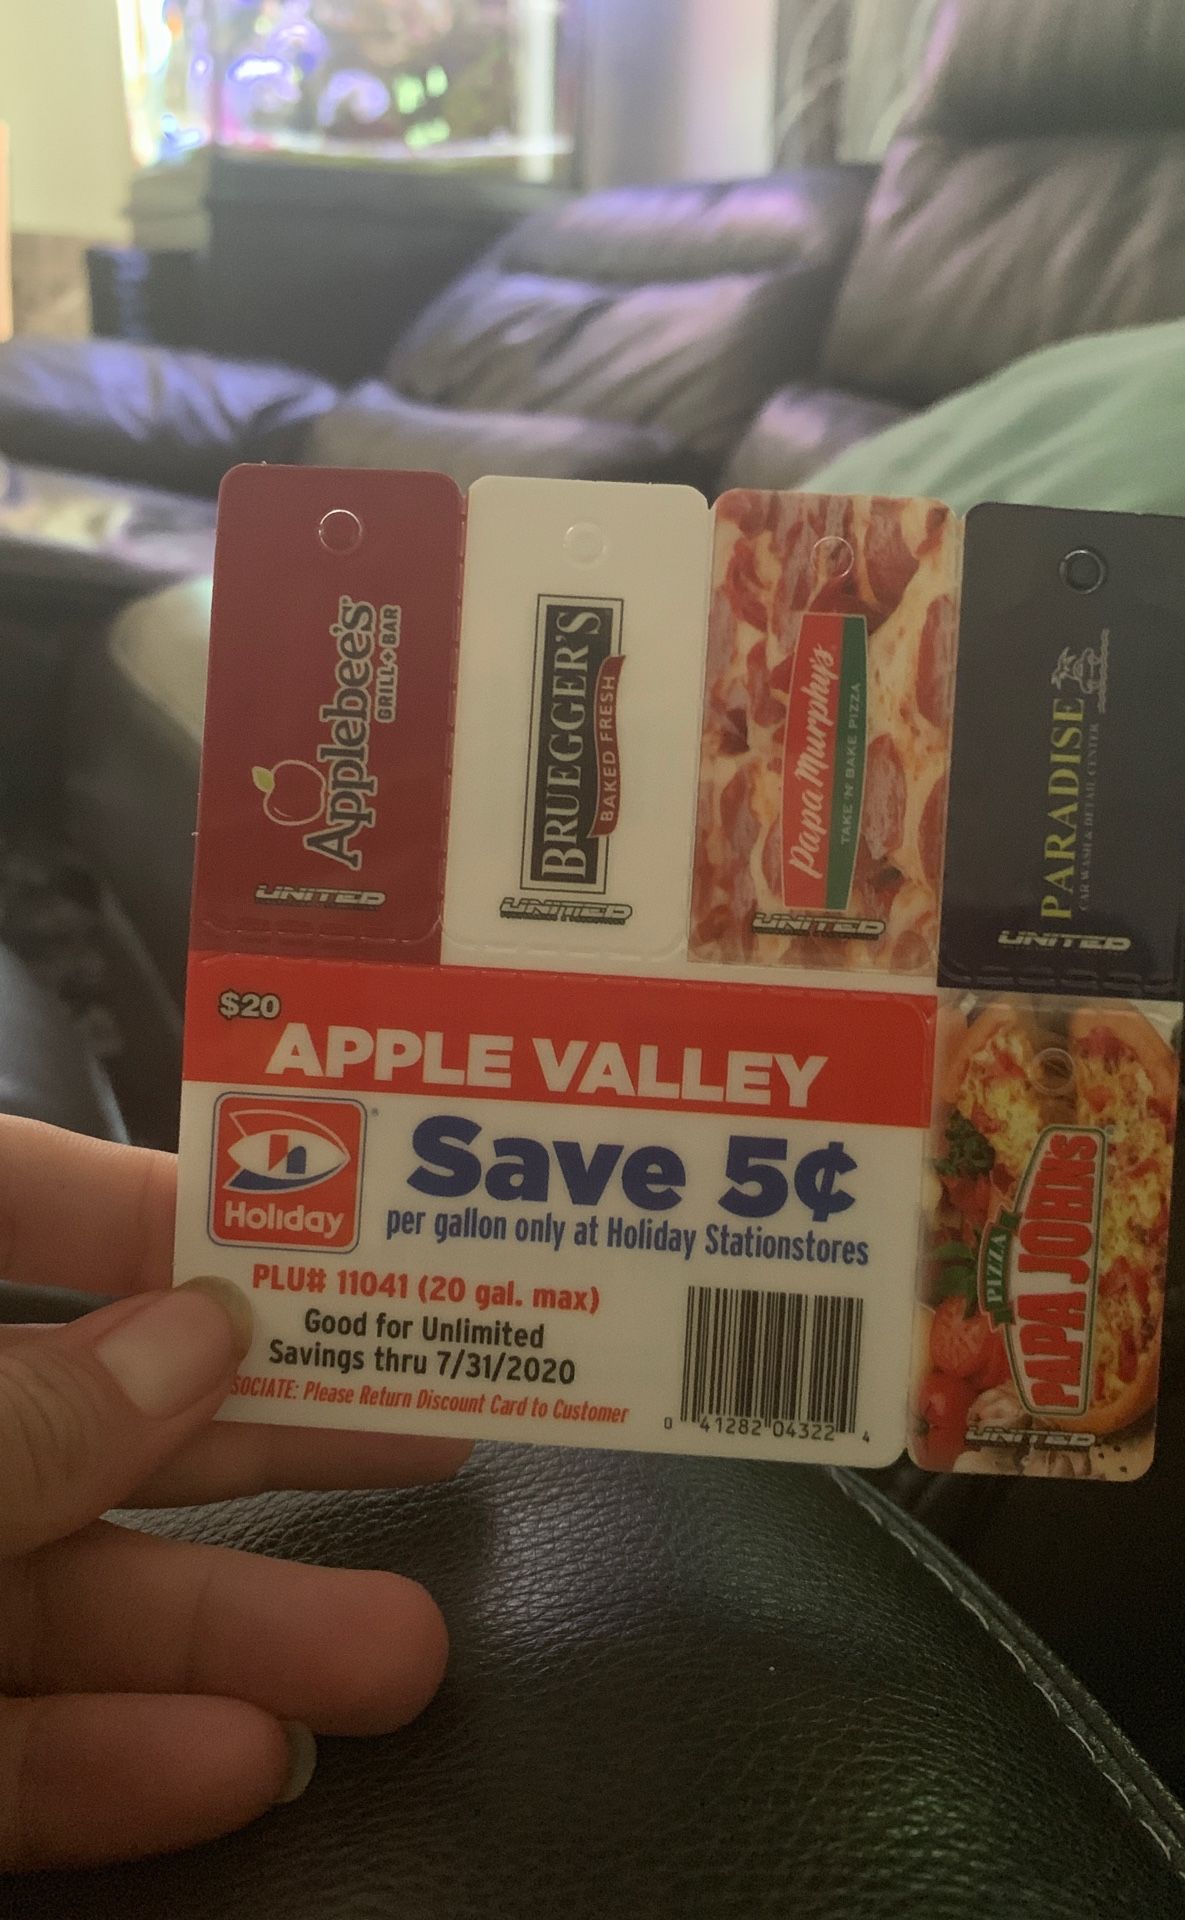 Applebee's®
GRILL + BAR
UNITED
BRUEGGER'S
BAKED FRESH
UNITED
Papa Murphy's
TAKE 'N' BAKE PIZZA
UNITED
PARADISE
CAR WASH & DETAIL CENTER
UNITED
$20
APPLE VALLEY
Holiday
®
Save 5¢
per gallon only at Holiday Stationstores
PLU# 11041 (20 gal. max)
Good for Unlimited
Savings thru 7/31/2020
SOCIATE: Please Return Discount Card to Customer
0 41282 04322 4
PIZZA
PAPA JOHNS
UNITED